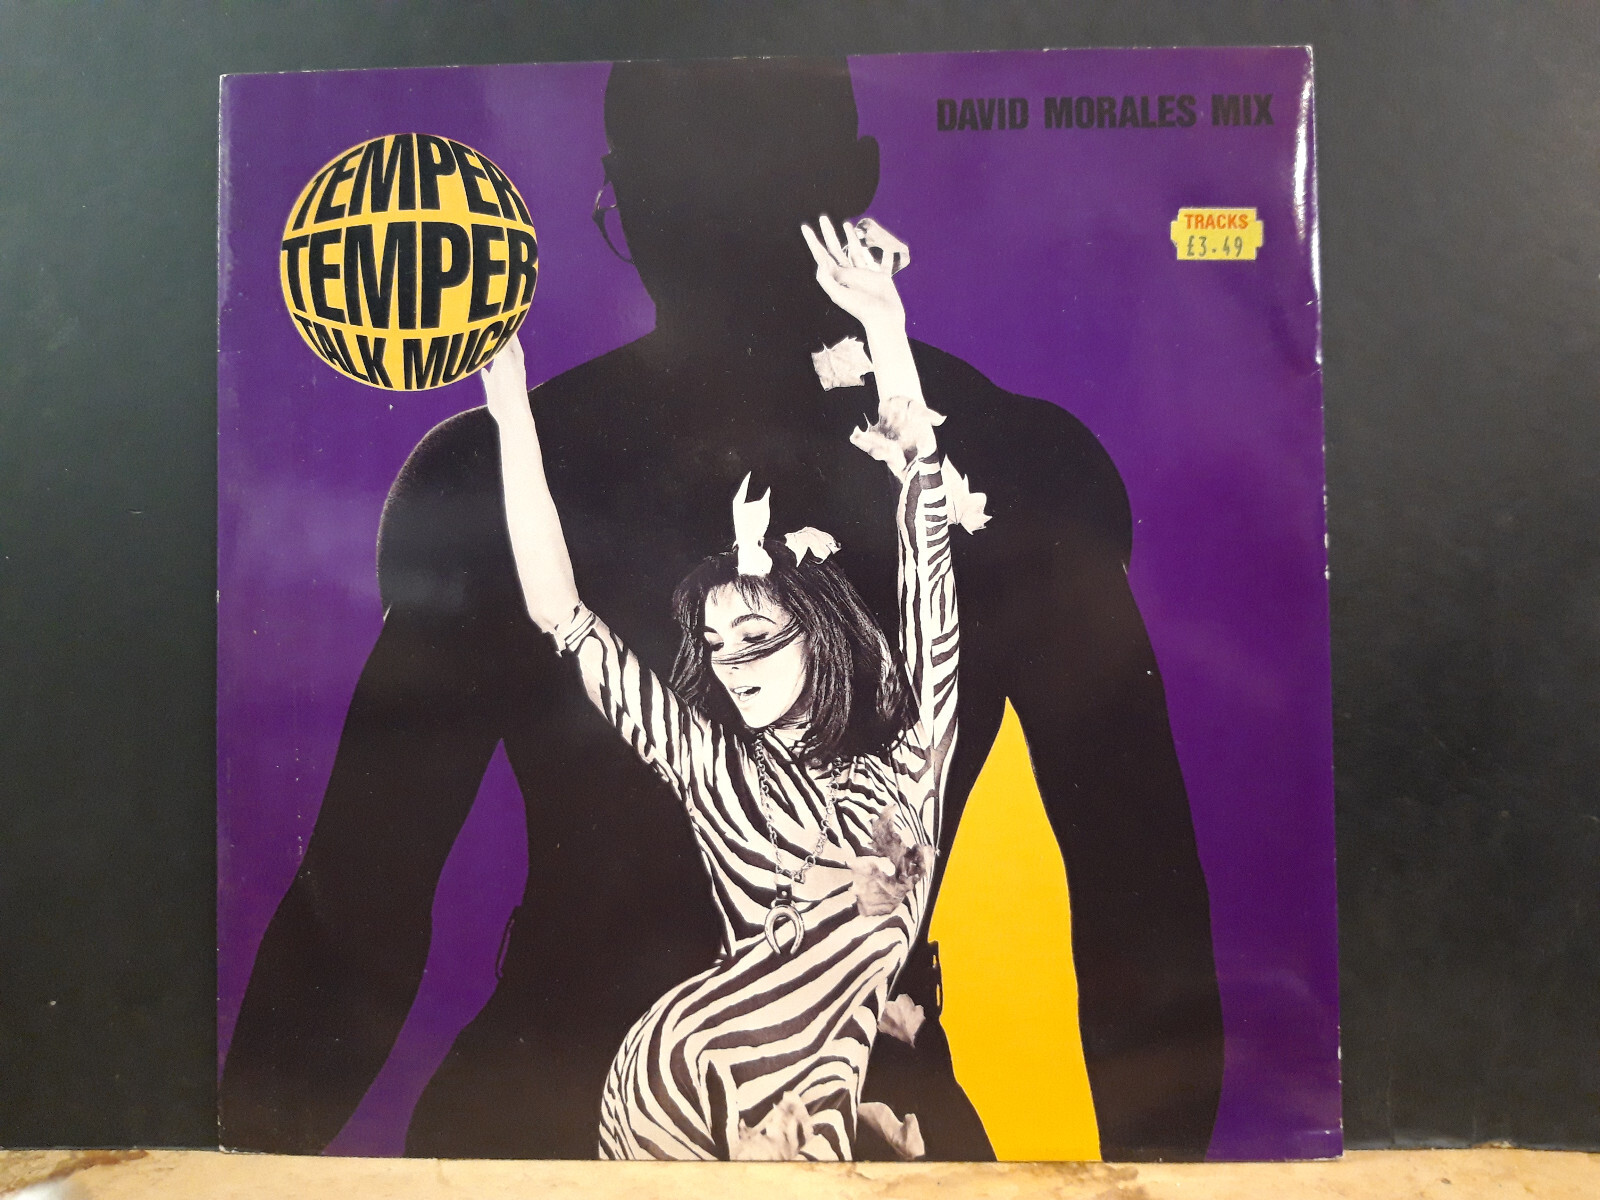 TEMPER
TEMPER
TALK MUCH
DAVID MORALES MIX
TRACKS
£3.49